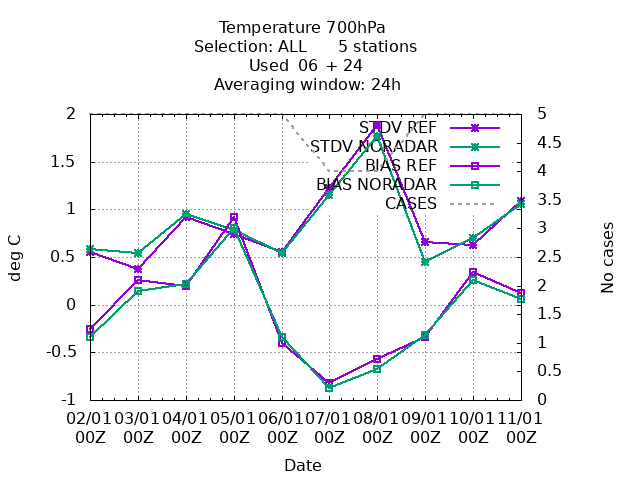 Temperature 700hPa
Selection: ALL 5 stations
Used 06 + 24
Averaging window: 24h
STDV REF
STDV NORADAR
BIAS REF
BIAS NORADAR
CASES
2
1.5
1
0.5
0
-0.5
-1
deg C
5
4.5
4
3.5
3
2.5
2
1.5
1
0.5
0
No cases
02/01 03/01 04/01 05/01 06/01 07/01 08/01 09/01 10/01 11/01
00Z 00Z 00Z 00Z 00Z 00Z 00Z 00Z 00Z 00Z
Date